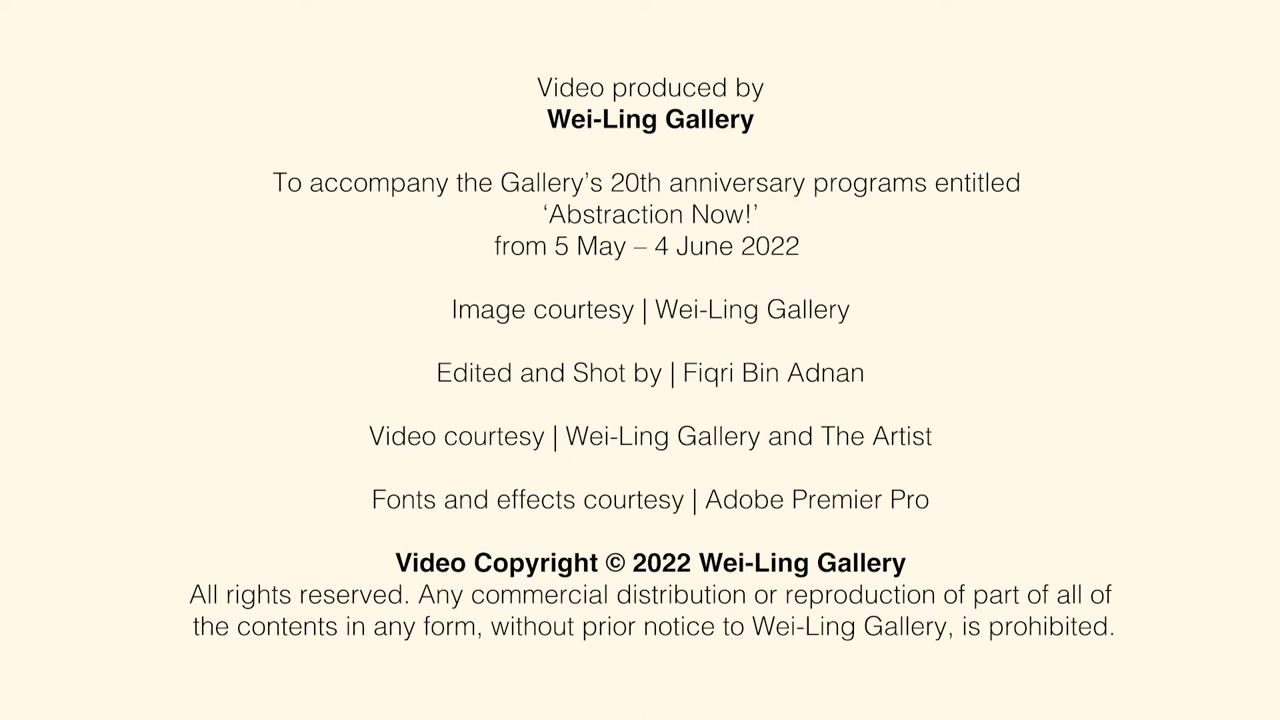 Video produced by
Wei-Ling Gallery
To accompany the Gallery’s 20th anniversary programs entitled
‘Abstraction Now!’
from 5 May – 4 June 2022
Image courtesy | Wei-Ling Gallery
Edited and Shot by | Fiqri Bin Adnan
Video courtesy | Wei-Ling Gallery and The Artist
Fonts and effects courtesy | Adobe Premier Pro
Video Copyright © 2022 Wei-Ling Gallery
All rights reserved. Any commercial distribution or reproduction of part of all of
the contents in any form, without prior notice to Wei-Ling Gallery, is prohibited.